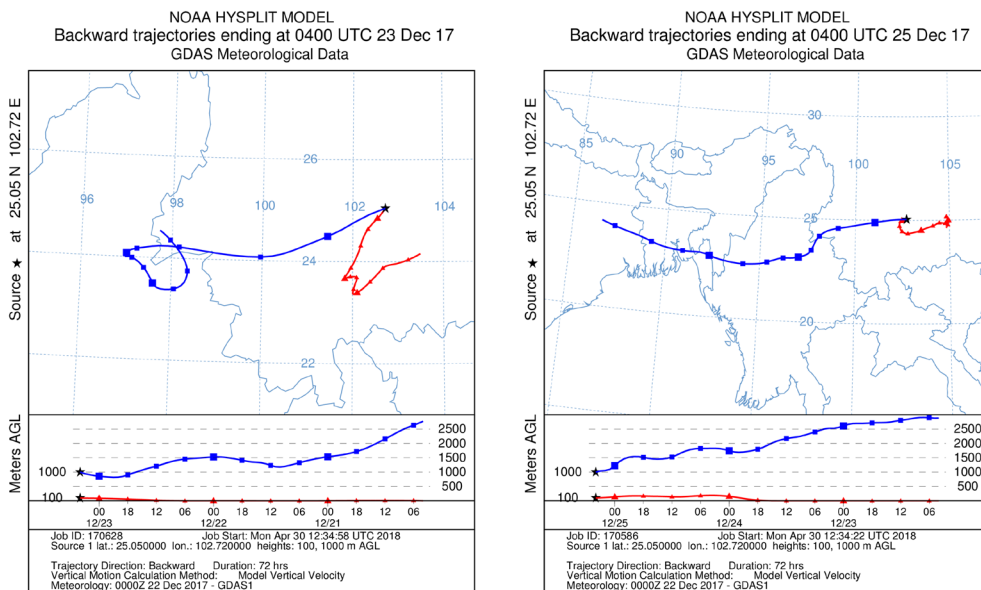 NOAA HYSPLIT MODEL
Backward trajectories ending at 0400 UTC 23 Dec 17
GDAS Meteorological Data
Source ★ at 25.05 N 102.72 E
96
98
100
102
104
26
24
22
Meters AGL
2500
2000
1500
1000
500
1000
100
00 18 12 06 00 18 12 06 00 18 12 06
12/23 12/22 12/21
Job ID: 170628 Job Start: Mon Apr 30 12:34:58 UTC 2018
Source 1 lat.: 25.050000 lon.: 102.720000 heights: 100, 1000 m AGL
Trajectory Direction: Backward Duration: 72 hrs
Vertical Motion Calculation Method: Model Vertical Velocity
Meteorology: 0000Z 22 Dec 2017 - GDAS1
NOAA HYSPLIT MODEL
Backward trajectories ending at 0400 UTC 25 Dec 17
GDAS Meteorological Data
Source ★ at 25.05 N 102.72 E
85
90
95
100
105
30
25
20
Meters AGL
2500
2000
1500
1000
500
1000
100
00 18 12 06 00 18 12 06 00 18 12 06
12/25 12/24 12/23
Job ID: 170586 Job Start: Mon Apr 30 12:34:22 UTC 2018
Source 1 lat.: 25.050000 lon.: 102.720000 heights: 100, 1000 m AGL
Trajectory Direction: Backward Duration: 72 hrs
Vertical Motion Calculation Method: Model Vertical Velocity
Meteorology: 0000Z 22 Dec 2017 - GDAS1